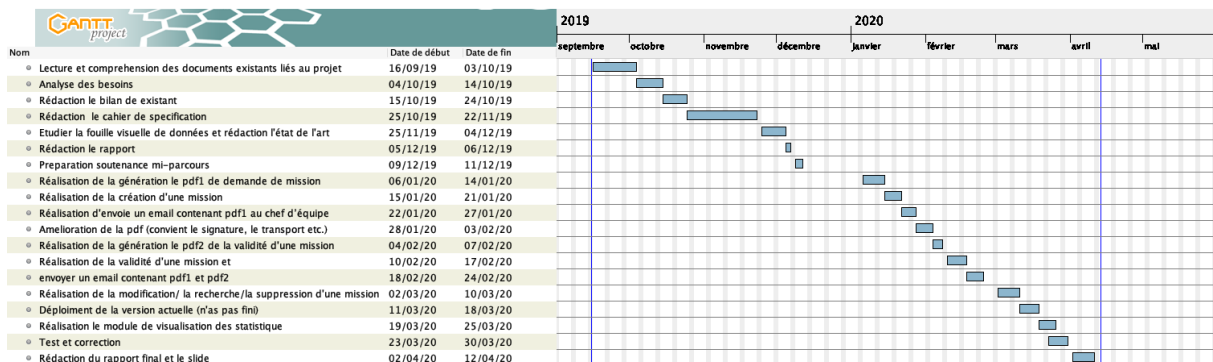 GANTT
project
2019 2020
septembre octobre novembre décembre janvier février mars avril mai
Nom Date de début Date de fin
Lecture et comprehension des documents existants liés au projet 16/09/19 03/10/19
Analyse des besoins 04/10/19 14/10/19
Rédaction le bilan de existant 15/10/19 24/10/19
Rédaction le cahier de specification 25/10/19 22/11/19
Etudier la fouille visuelle de données et rédaction l'état de l'art 25/11/19 04/12/19
Rédaction le rapport 05/12/19 06/12/19
Preparation soutenance mi-parcours 09/12/19 11/12/19
Réalisation de la génération le pdf1 de demande de mission 06/01/20 14/01/20
Réalisation de la création d'une mission 15/01/20 21/01/20
Réalisation d'envoie un email contenant pdf1 au chef d'équipe 22/01/20 27/01/20
Amelioration de la pdf (convient le signature, le transport etc.) 28/01/20 03/02/20
Réalisation de la génération le pdf2 de la validité d'une mission 04/02/20 07/02/20
Réalisation de la validité d'une mission et 10/02/20 17/02/20
envoyer un email contenant pdf1 et pdf2 18/02/20 24/02/20
Réalisation de la modification/ la recherche/la suppression d'une mission 02/03/20 10/03/20
Déploiment de la version actuelle (n'as pas fini) 11/03/20 18/03/20
Réalisation le module de visualisation des statistique 19/03/20 25/03/20
Test et correction 23/03/20 30/03/20
Rédaction du rapport final et le slide 02/04/20 12/04/20